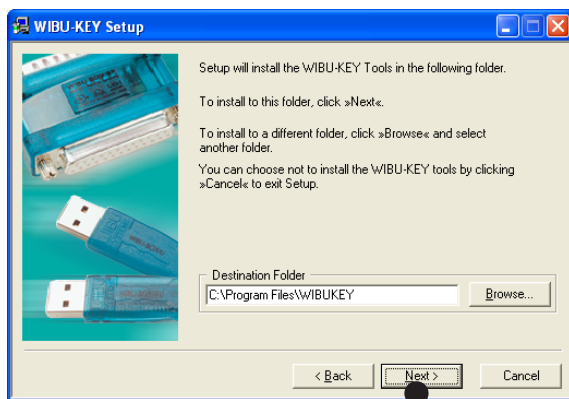 WIBU-KEY Setup
Setup will install the WIBU-KEY Tools in the following folder.
To install to this folder, click »Next«.
To install to a different folder, click »Browse« and select
another folder.
You can choose not to install the WIBU-KEY tools by clicking
»Cancel« to exit Setup.
Destination Folder
C:\Program Files\WIBUKEY
Browse...
< Back
Next >
Cancel